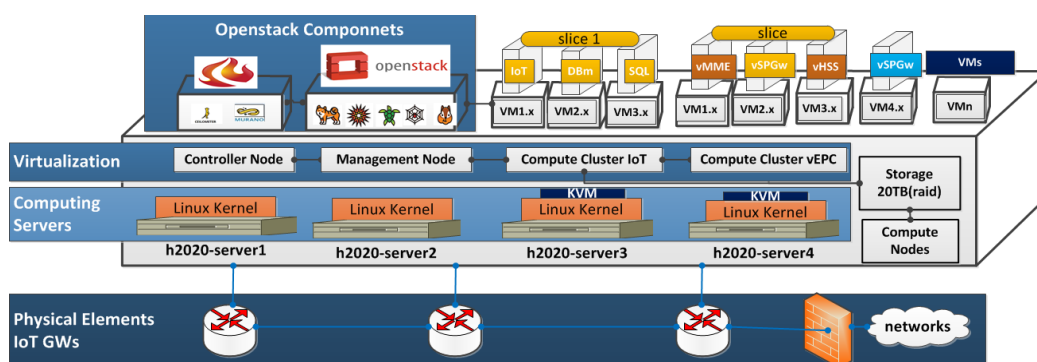 Openstack Componnets
openstack
CEILOMETER
MURANO
slice 1
IoT
DBm
SQL
VM1.x
VM2.x
VM3.x
slice
vMME
vSPGw
vHSS
vSPGw
VMs
VM1.x
VM2.x
VM3.x
VM4.x
VMn
Virtualization
Controller Node
Management Node
Compute Cluster IoT
Compute Cluster vEPC
Storage
20TB(raid)
Compute
Nodes
Computing
Servers
Linux Kernel
Linux Kernel
KVM
Linux Kernel
KVM
Linux Kernel
h2020-server1
h2020-server2
h2020-server3
h2020-server4
Physical Elements
IoT GWs
networks